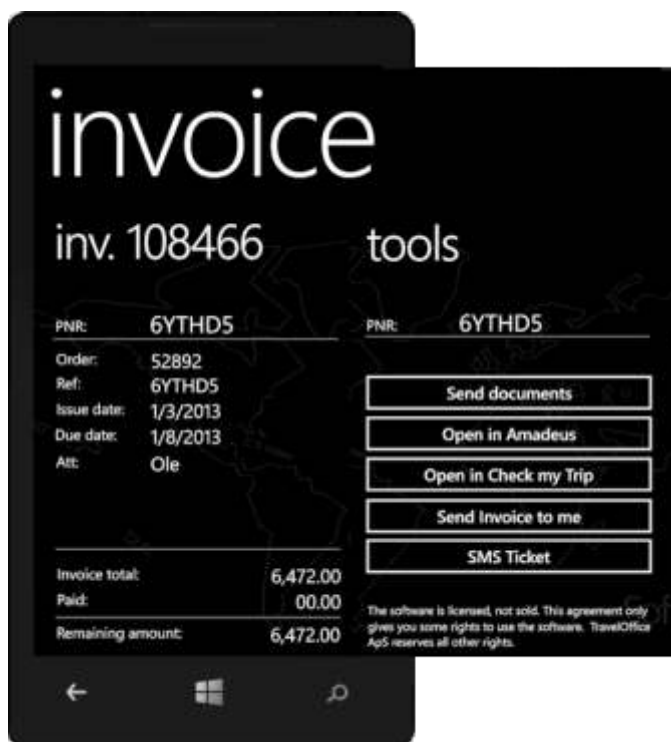 invoice
inv. 108466
PNR: 6YTHD5
Order: 52892
Ref: 6YTHD5
Issue date: 1/3/2013
Due date: 1/8/2013
Att: Ole
Invoice total: 6,472.00
Paid: 00.00
Remaining amount: 6,472.00
tools
PNR: 6YTHD5
Send documents
Open in Amadeus
Open in Check my Trip
Send Invoice to me
SMS Ticket
The software is licensed, not sold. This agreement only
gives you some rights to use the software. TravelOffice
ApS reserves all other rights.